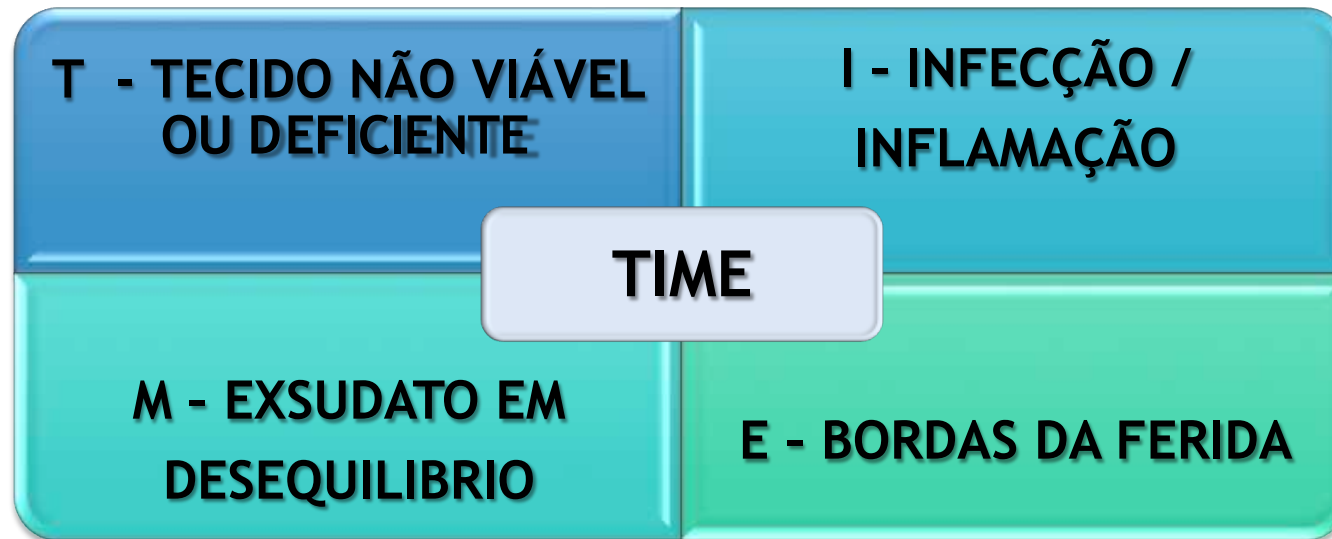 T - TECIDO NÃO VIÁVEL
OU DEFICIENTE
I – INFECÇÃO /
INFLAMAÇÃO
TIME
M – EXSUDATO EM
DESEQUILIBRIO
E – BORDAS DA FERIDA